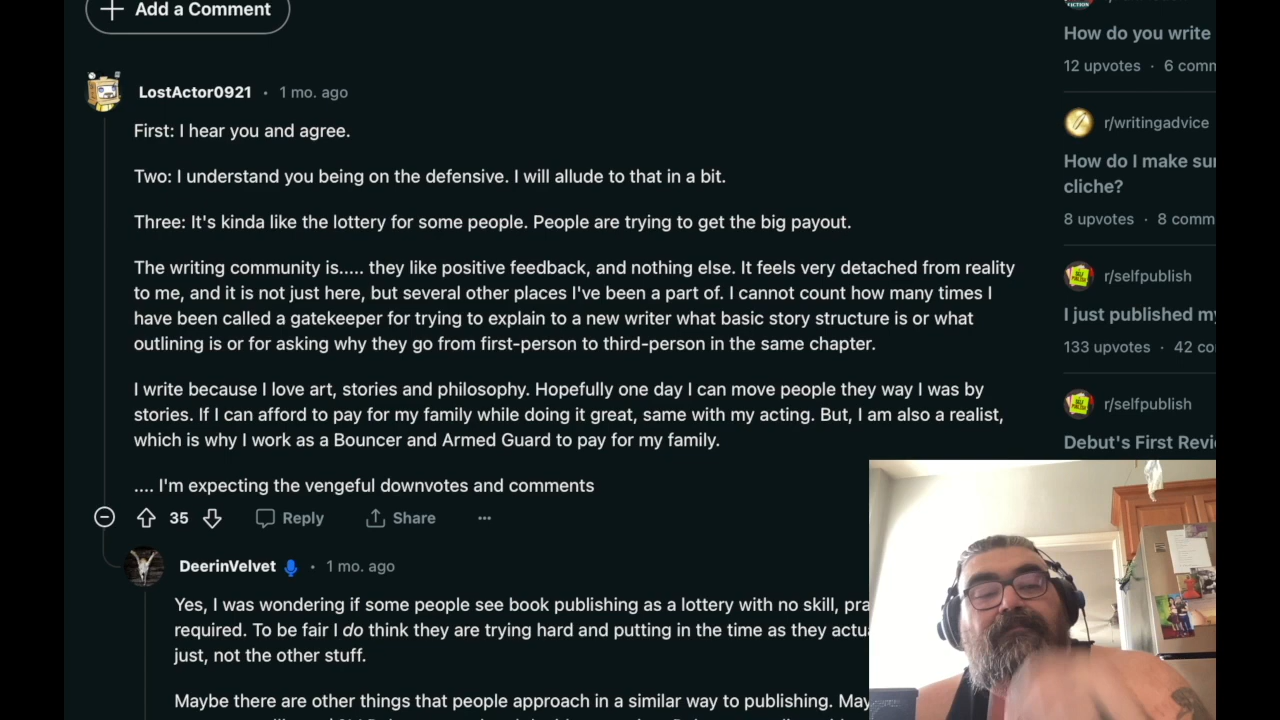 Add a Comment
FICTION
How do you write
12 upvotes · 6 comm
LostActor0921 · 1 mo. ago
First: I hear you and agree.
Two: I understand you being on the defensive. I will allude to that in a bit.
Three: It's kinda like the lottery for some people. People are trying to get the big payout.
The writing community is..... they like positive feedback, and nothing else. It feels very detached from reality
to me, and it is not just here, but several other places I've been a part of. I cannot count how many times I
have been called a gatekeeper for trying to explain to a new writer what basic story structure is or what
outlining is or for asking why they go from first-person to third-person in the same chapter.
I write because I love art, stories and philosophy. Hopefully one day I can move people they way I was by
stories. If I can afford to pay for my family while doing it great, same with my acting. But, I am also a realist,
which is why I work as a Bouncer and Armed Guard to pay for my family.
.... I'm expecting the vengeful downvotes and comments
35 Reply Share ...
DeerinVelvet · 1 mo. ago
Yes, I was wondering if some people see book publishing as a lottery with no skill, pra
required. To be fair I do think they are trying hard and putting in the time as they actua
just, not the other stuff.
Maybe there are other things that people approach in a similar way to publishing. May
r/writingadvice
How do I make sur
cliche?
8 upvotes · 8 comm
r/selfpublish
I just published my
133 upvotes · 42 co
r/selfpublish
Debut's First Revi